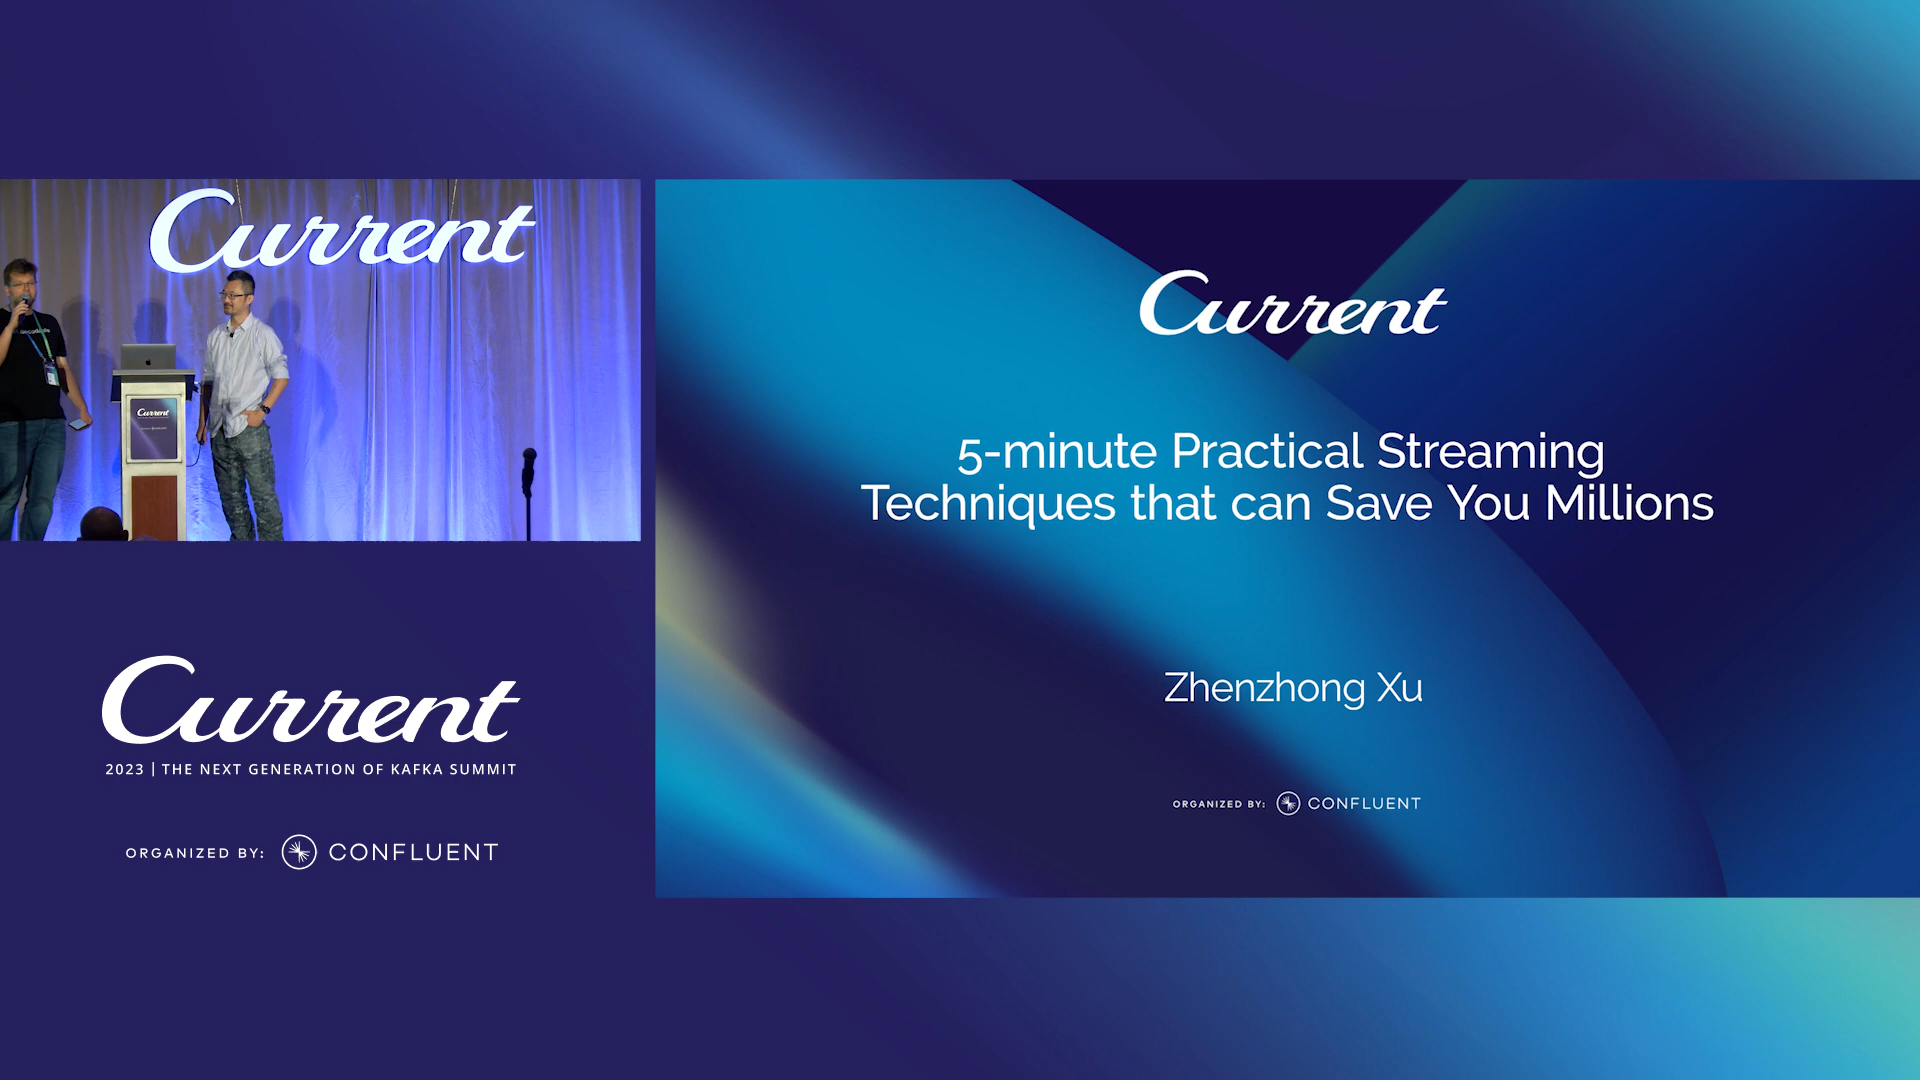 Current
Current
Current
2023 | THE NEXT GENERATION OF KAFKA SUMMIT
ORGANIZED BY: CONFLUENT
Current
5-minute Practical Streaming
Techniques that can Save You Millions
Zhenzhong Xu
ORGANIZED BY: CONFLUENT